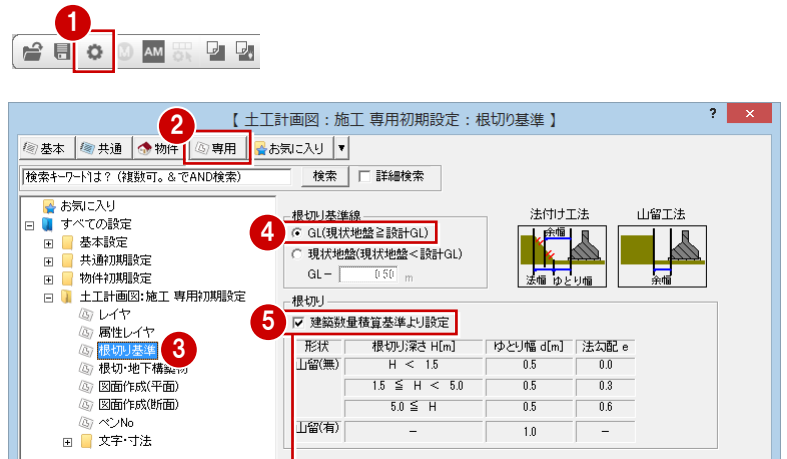 1
AM
【 土工計画図：施工 専用初期設定：根切り基準 】
? ×
2
基本 共通 物件 専用 お気に入り ▼
検索キーワードは？（複数可。& でAND検索） 検索 詳細検索
お気に入り
すべての設定
基本設定
共通初期設定
物件初期設定
土工計画図:施工 専用初期設定
レイヤ
属性レイヤ
根切り基準 3
根切・地下構築物
図面作成(平面)
図面作成(断面)
ペンNo
文字・寸法
根切り基準線
4 GL(現状地盤≧設計GL)
現状地盤(現状地盤<設計GL)
GL－ 0.50 m
法付け工法 山留工法
余幅
法幅 ゆとり幅 余幅
根切り
5 建築数量積算基準より設定
形状 根切り深さ H[m] ゆとり幅 d[m] 法勾配 e
山留(無) H < 1.5 0.5 0.0
1.5 ≦ H < 5.0 0.5 0.3
5.0 ≦ H 0.5 0.6
山留(有) － 1.0 －